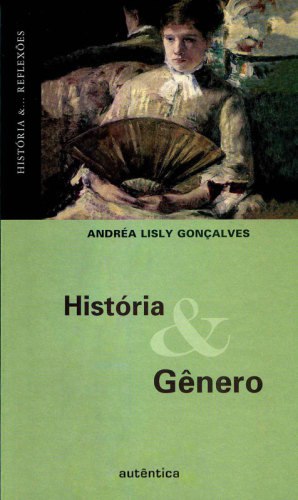 HISTÓRIA &... REFLEXÕES
ANDRÉA LISLY GONÇALVES
História
&
Gênero
autêntica